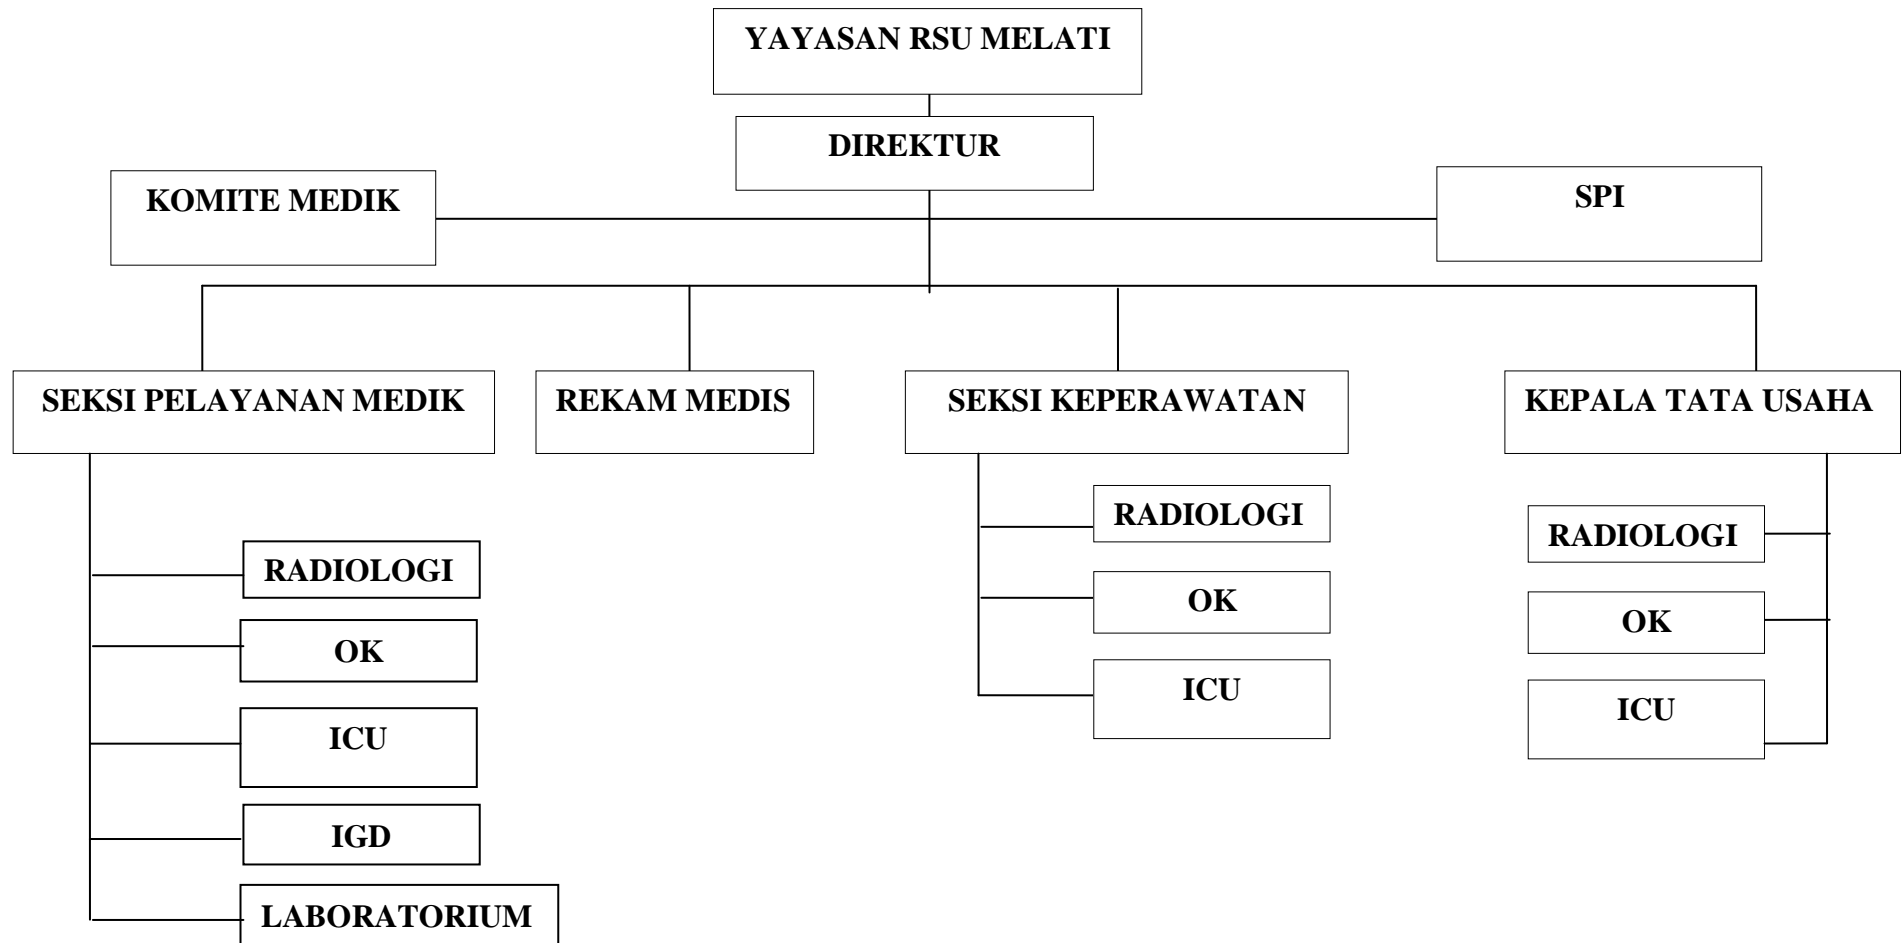 YAYASAN RSU MELATI
DIREKTUR
KOMITE MEDIK
SPI
SEKSI PELAYANAN MEDIK
REKAM MEDIS
SEKSI KEPERAWATAN
KEPALA TATA USAHA
RADIOLOGI
OK
ICU
IGD
LABORATORIUM
RADIOLOGI
OK
ICU
RADIOLOGI
OK
ICU